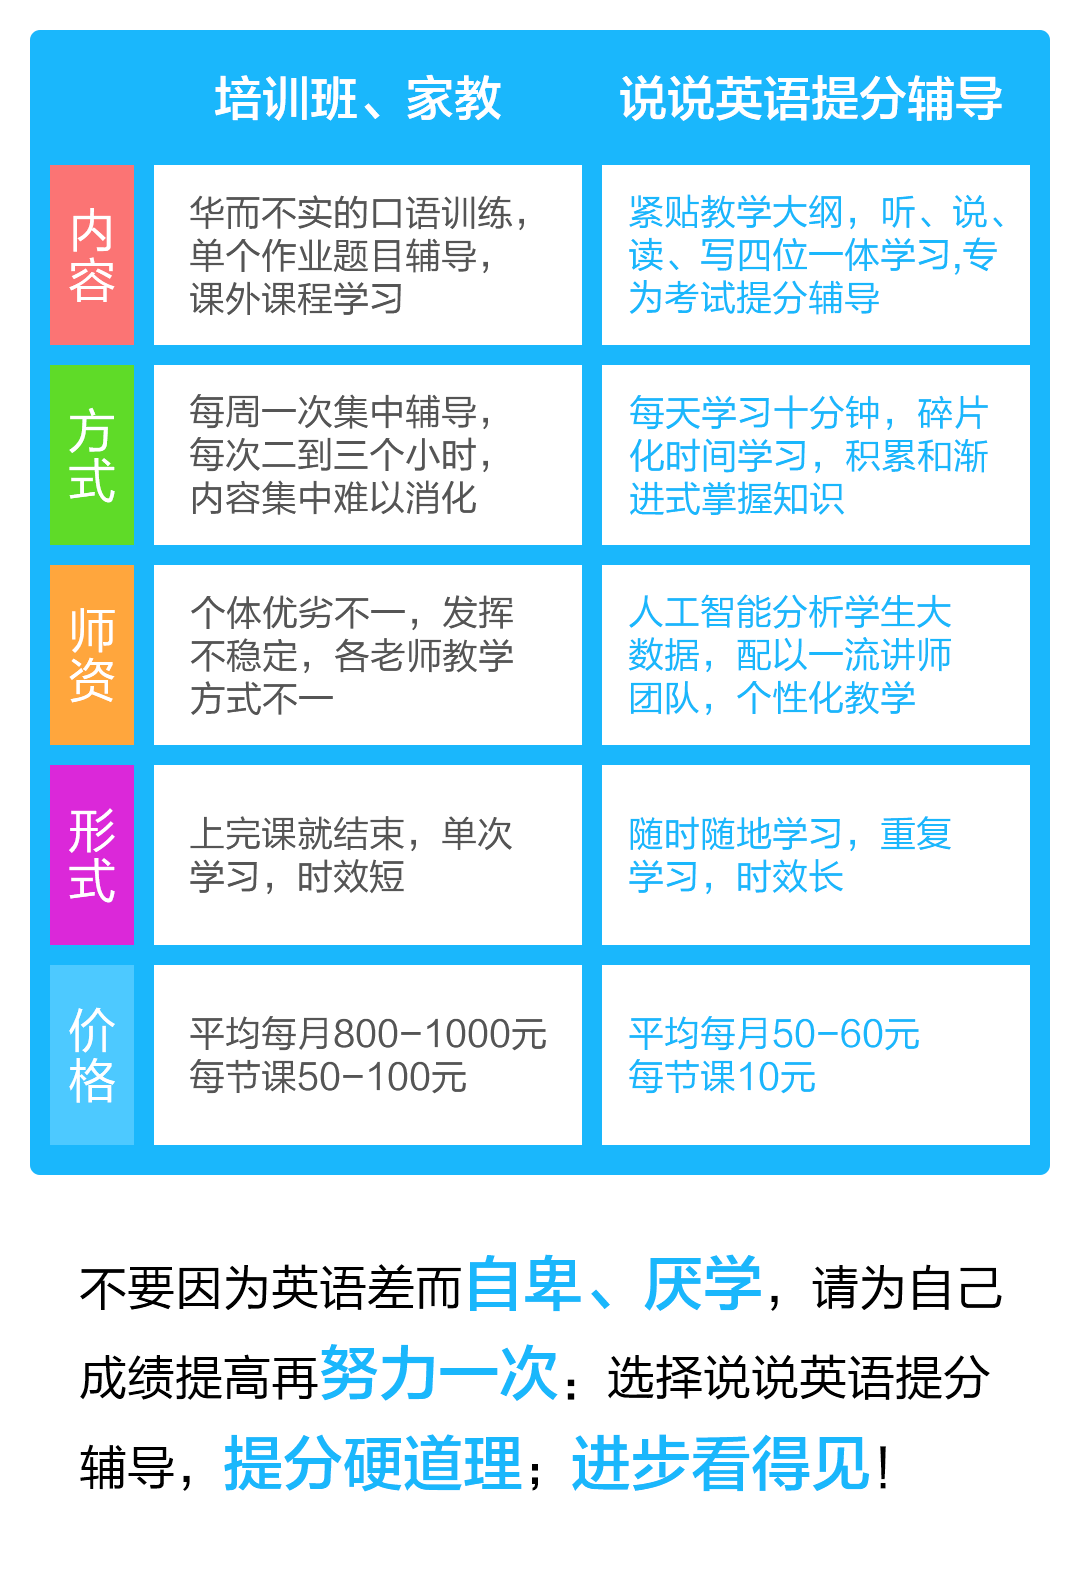 培训班、家教
说说英语提分辅导
内
容
华而不实的口语训练，
单个作业题目辅导，
课外课程学习
紧贴教学大纲，听、说、
读、写四位一体学习,专
为考试提分辅导
方
式
每周一次集中辅导，
每次二到三个小时，
内容集中难以消化
每天学习十分钟，碎片
化时间学习，积累和渐
进式掌握知识
师
资
个体优劣不一，发挥
不稳定，各老师教学
方式不一
人工智能分析学生大
数据，配以一流讲师
团队，个性化教学
形
式
上完课就结束，单次
学习，时效短
随时随地学习，重复
学习，时效长
价
格
平均每月800-1000元
每节课50-100元
平均每月50-60元
每节课10元
不要因为英语差而自卑、厌学，请为自己
成绩提高再努力一次：选择说说英语提分
辅导，提分硬道理；进步看得见！